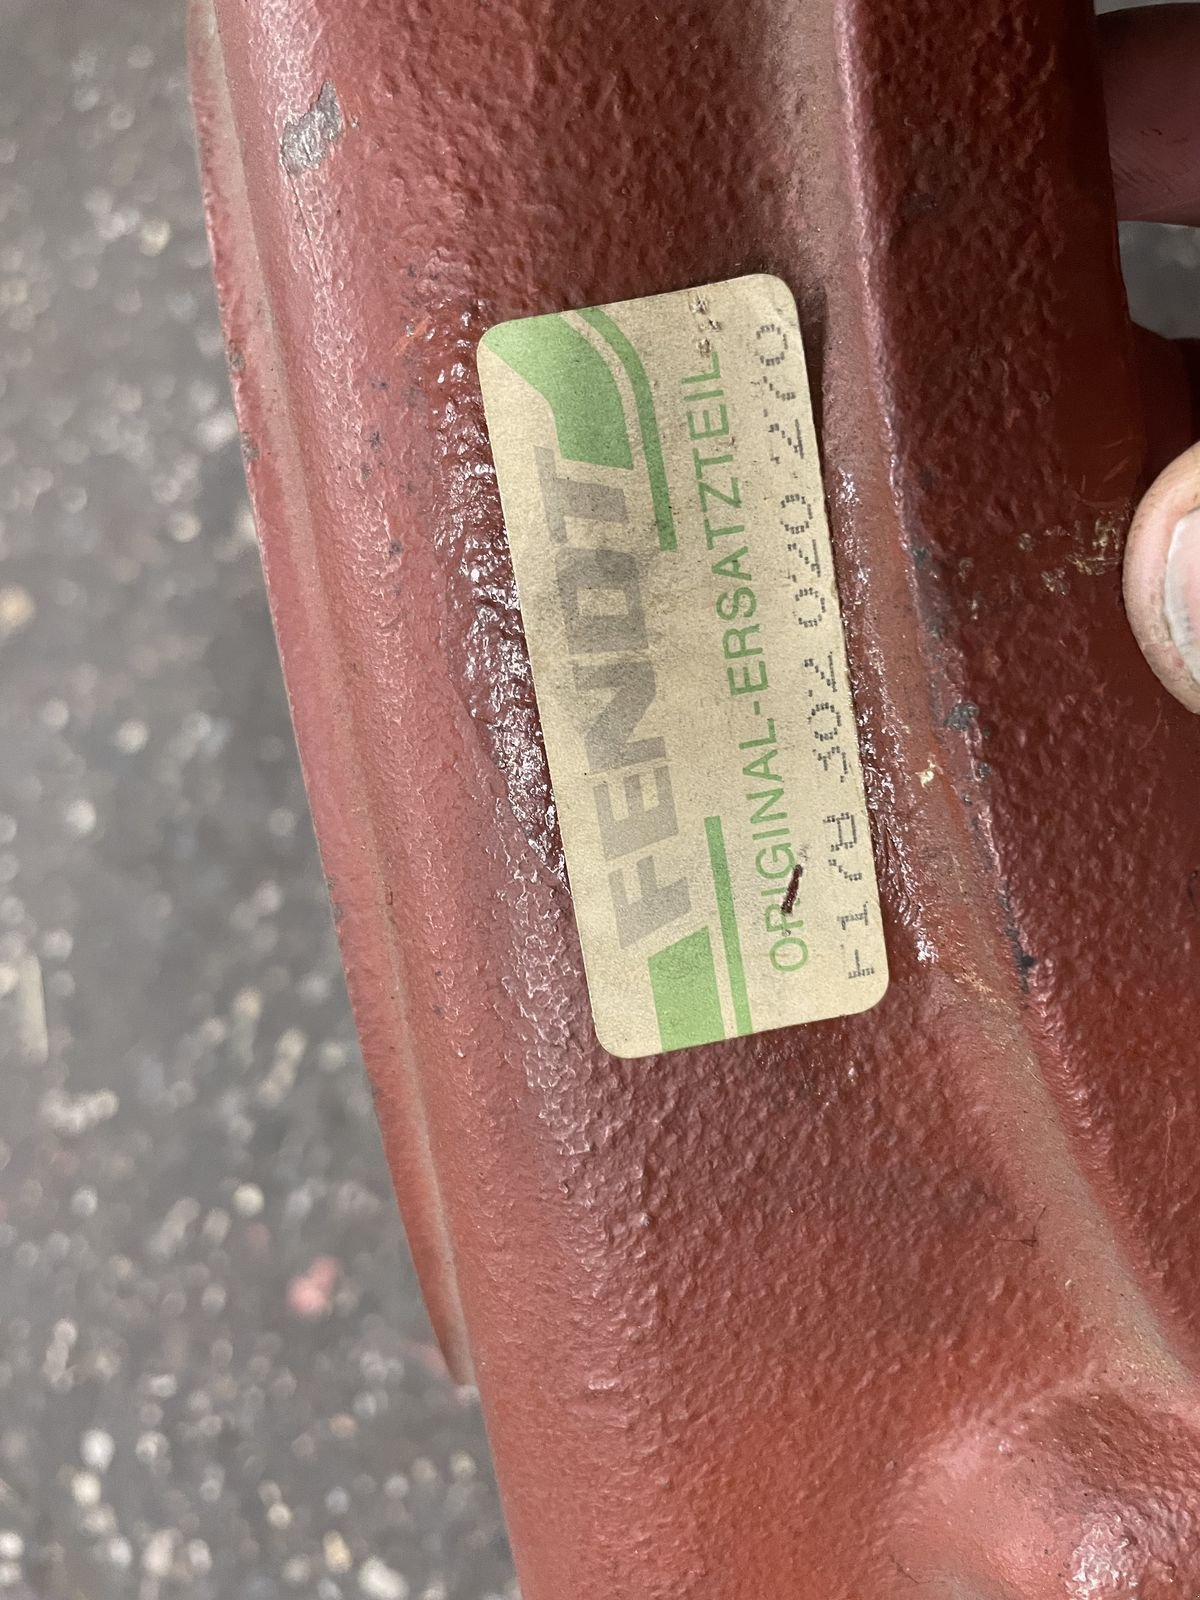 FENDT
ORIGINAL-ERSATZTEIL
F178 302 020 270